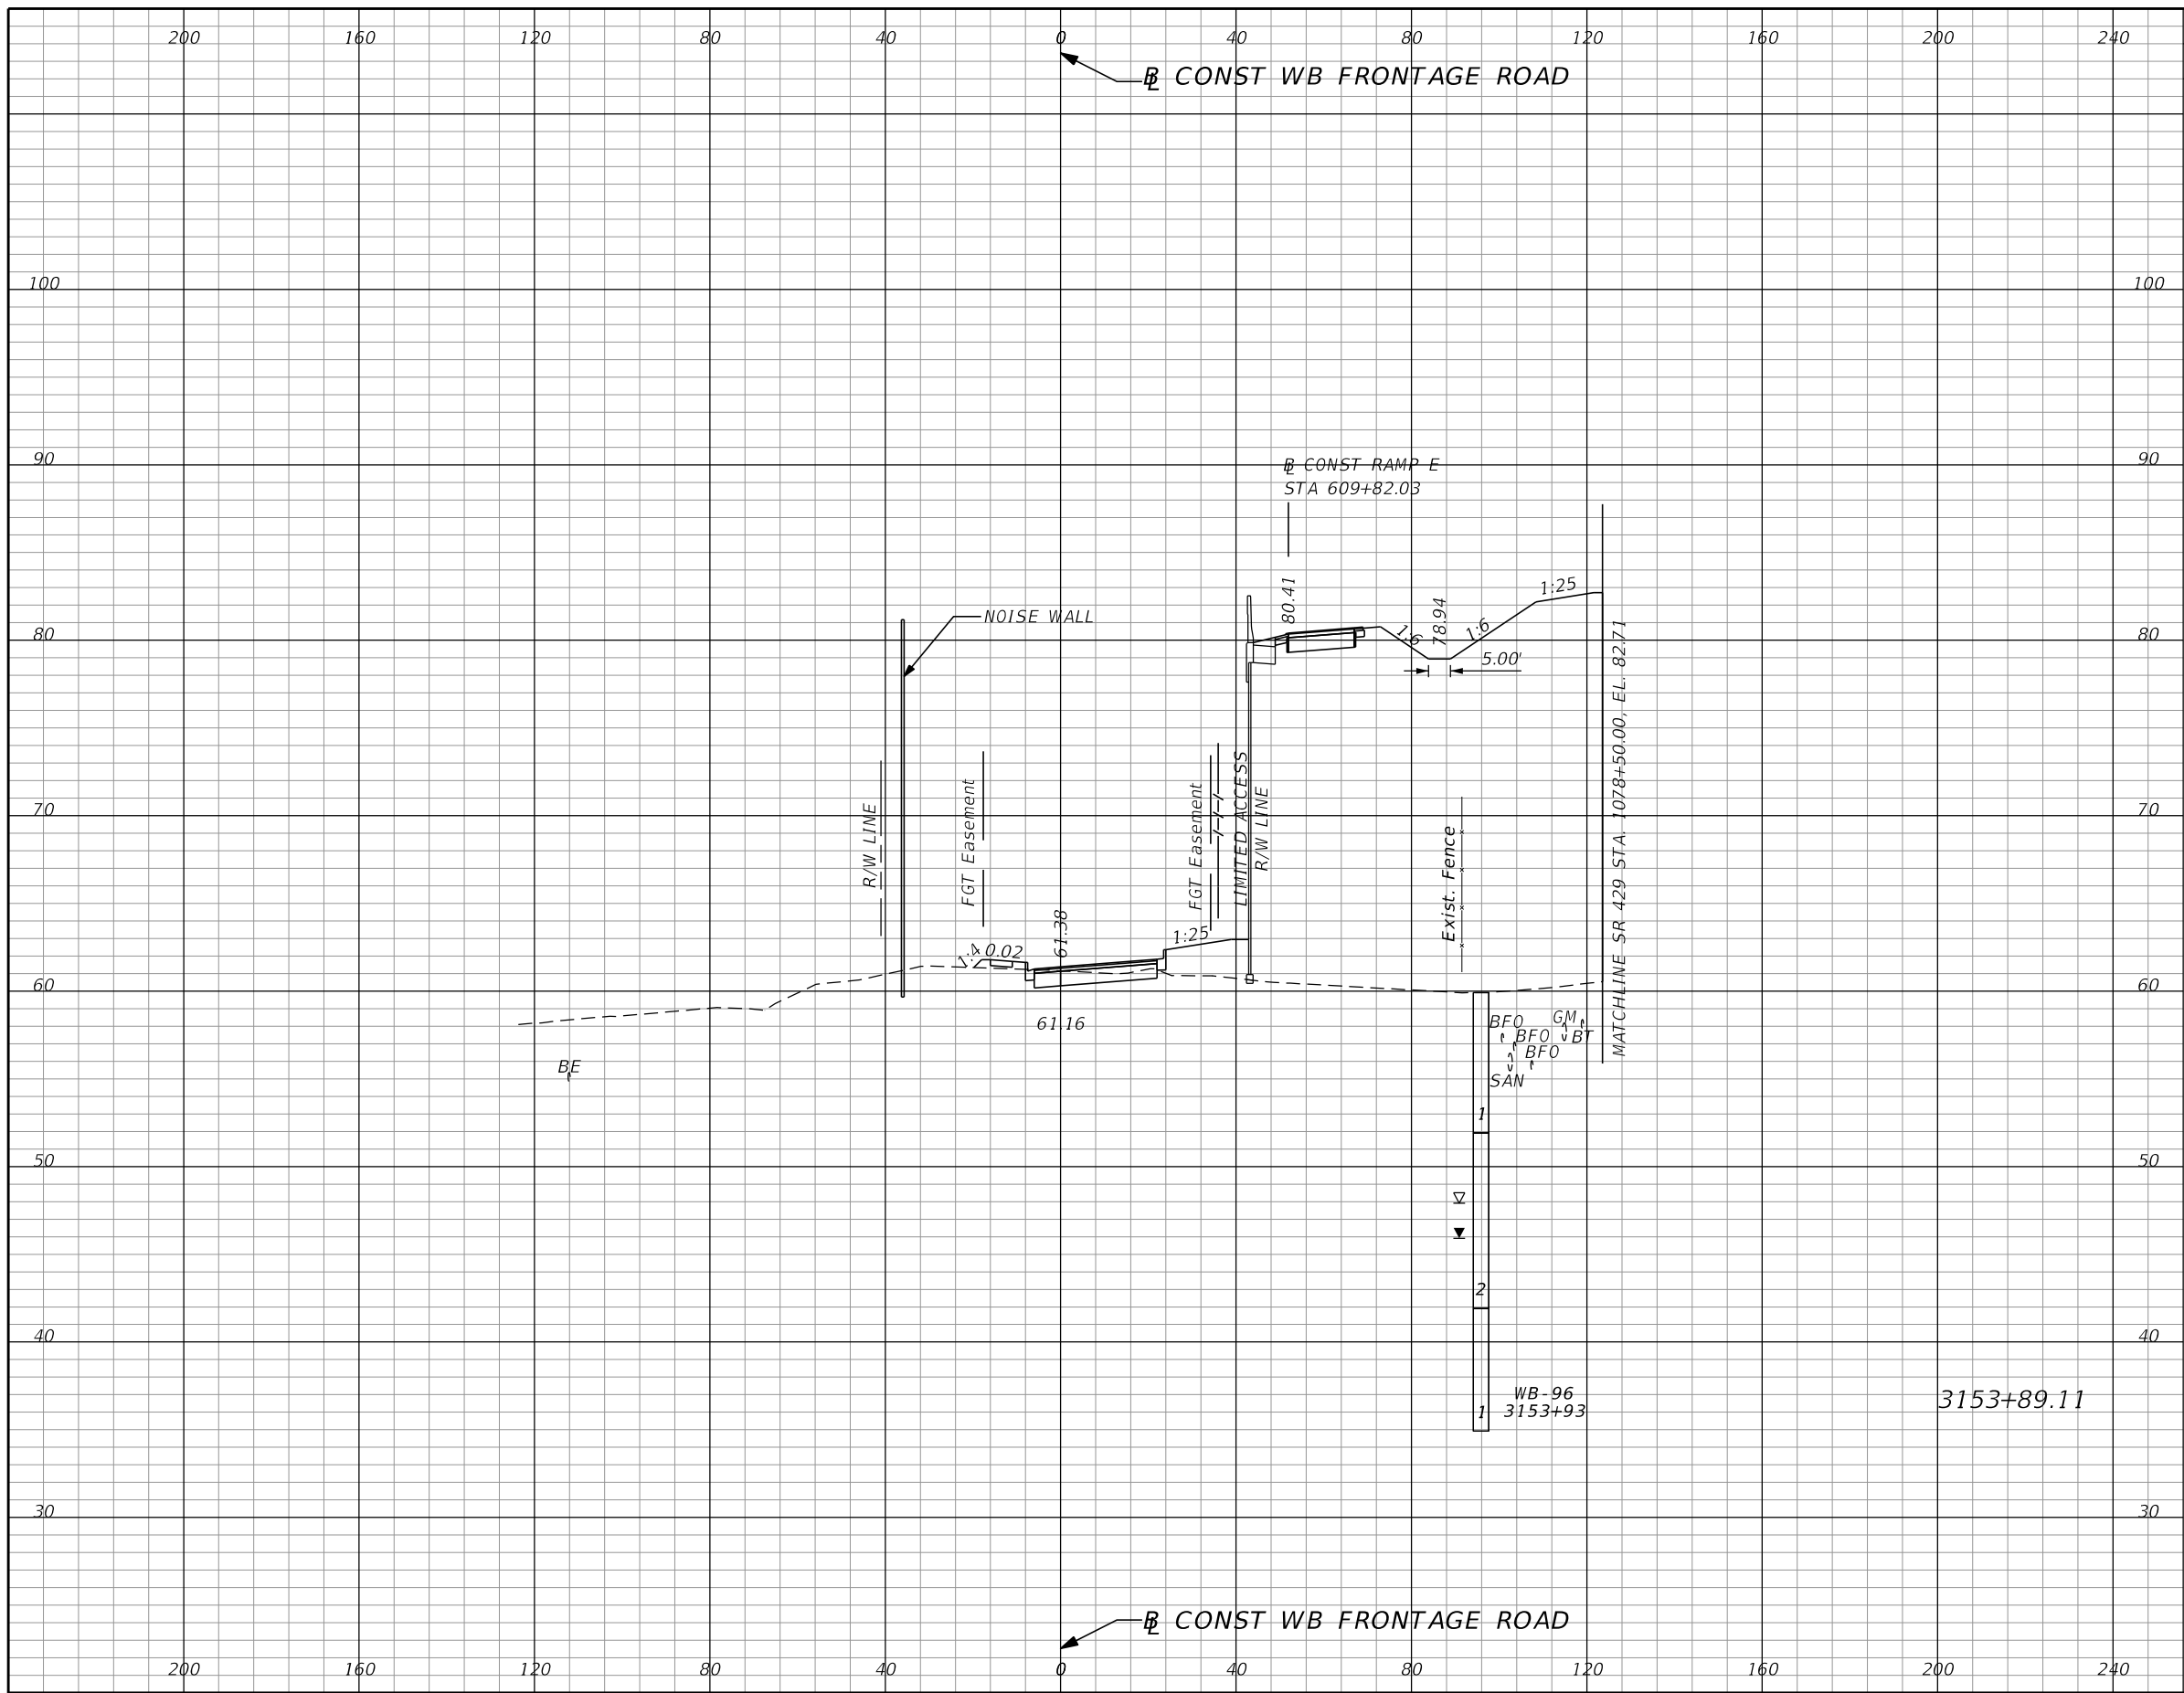 200 160 120 80 40 0 40 80 120 160 200 240
BL CONST WB FRONTAGE ROAD
100 100
90 90
BL CONST RAMP E
STA 609+82.03
80.41
78.94
1:25
1:6
1:6
5.00'
NOISE WALL
80 80
MATCHLINE SR 429 STA. 1078+50.00, EL. 82.71
R/W LINE
FGT Easement
FGT Easement
LIMITED ACCESS
R/W LINE
Exist. Fence
70 70
1:4
0.02
61.38
1:25
60 60
61.16
BE
BFO
BFO
BFO
GM
BT
SAN
1
50 50
2
40 40
WB-96
3153+93
1
3153+89.11
30 30
BL CONST WB FRONTAGE ROAD
200 160 120 80 40 0 40 80 120 160 200 240